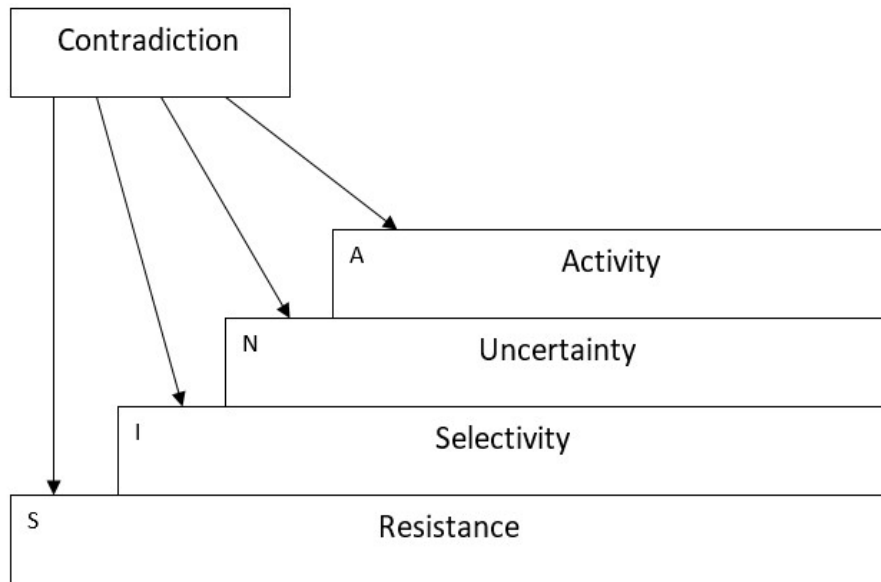 Contradiction
A Activity
N Uncertainty
I Selectivity
S Resistance